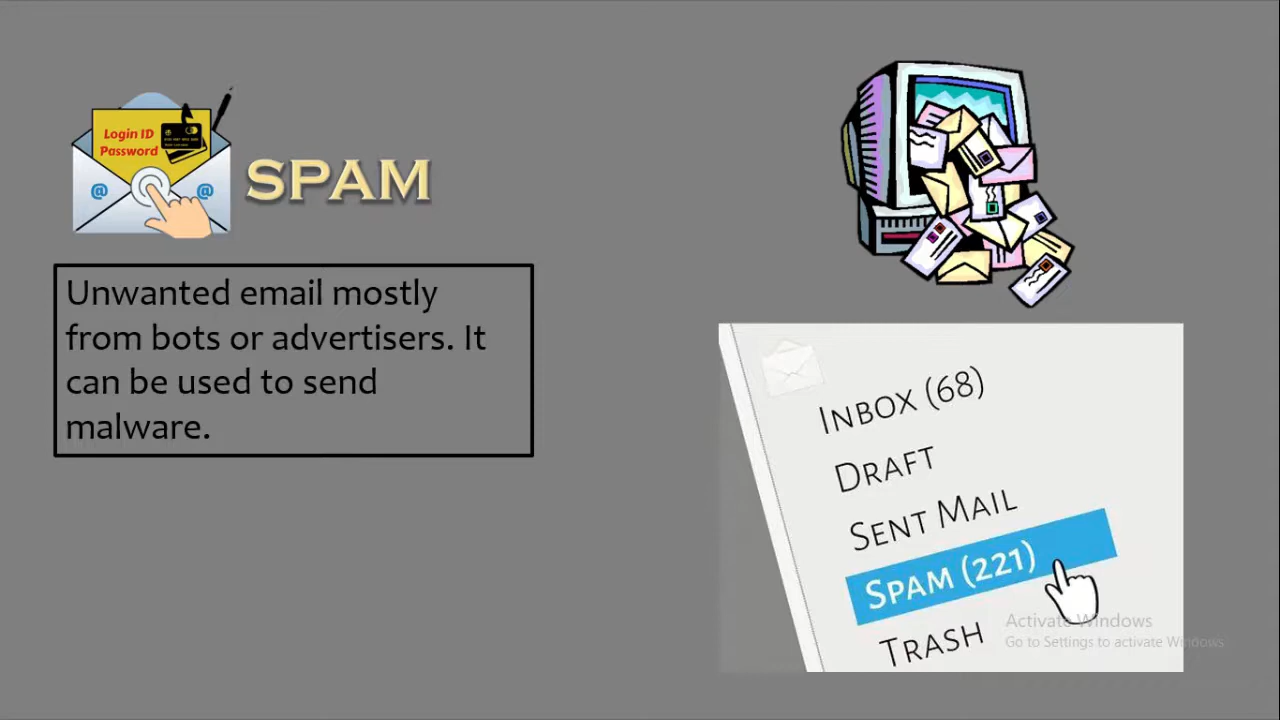 Login ID
Password
@ @
SPAM
Unwanted email mostly
from bots or advertisers. It
can be used to send
malware.
INBOX (68)
DRAFT
SENT MAIL
SPAM (221)
TRASH
Activate Windows
Go to Settings to activate Windows.